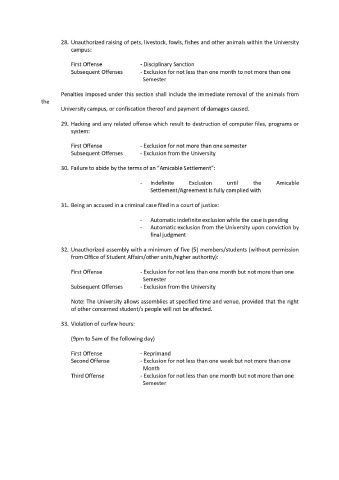 28. Unauthorized raising of pets, livestock, fowls, fishes and other animals within the University
campus:
First Offense - Disciplinary Sanction
Subsequent Offenses - Exclusion for not less than one month to not more than one
Semester
Penalties imposed under this section shall include the immediate removal of the animals from
the
University campus, or confiscation thereof and payment of damages caused.
29. Hacking and any related offense which result to destruction of computer files, programs or
system:
First Offense - Exclusion for not more than one semester
Subsequent Offenses - Exclusion from the University
30. Failure to abide by the terms of an "Amicable Settlement":
- Indefinite Exclusion until the Amicable
Settlement/Agreement is fully complied with
31. Being an accused in a criminal case filed in a court of justice:
- Automatic indefinite exclusion while the case is pending
- Automatic exclusion from the University upon conviction by
final judgment
32. Unauthorized assembly with a minimum of five (5) members/students (without permission
from Office of Student Affairs/other units/higher authority):
First Offense - Exclusion for not less than one month but not more than one
Semester
Subsequent Offenses - Exclusion from the University
Note: The University allows assemblies at specified time and venue, provided that the right
of other concerned student/s people will not be affected.
33. Violation of curfew hours:
(9pm to 5am of the following day)
First Offense - Reprimand
Second Offense - Exclusion for not less than one week but not more than one
Month
Third Offense - Exclusion for not less than one month but not more than one
Semester